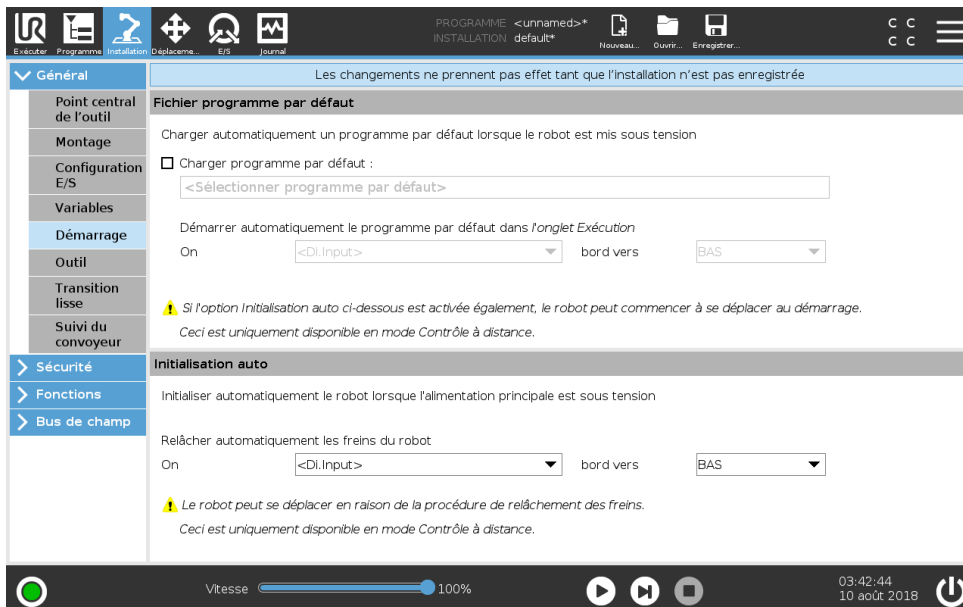 PROGRAMME <unnamed>*
INSTALLATION default*
C C
C C
Exécuter Programme Installation Déplaceme... E/S Journal Nouveau... Ouvrir... Enregistrer...
Général
Point central
de l'outil
Montage
Configuration
E/S
Variables
Démarrage
Outil
Transition
lisse
Suivi du
convoyeur
Sécurité
Fonctions
Bus de champ
Les changements ne prennent pas effet tant que l'installation n'est pas enregistrée
Fichier programme par défaut
Charger automatiquement un programme par défaut lorsque le robot est mis sous tension
Charger programme par défaut :
<Sélectionner programme par défaut>
Démarrer automatiquement le programme par défaut dans l'onglet Exécution
On <Di.Input> bord vers BAS
Si l'option Initialisation auto ci-dessous est activée également, le robot peut commencer à se déplacer au démarrage.
Ceci est uniquement disponible en mode Contrôle à distance.
Initialisation auto
Initialiser automatiquement le robot lorsque l'alimentation principale est sous tension
Relâcher automatiquement les freins du robot
On <Di.Input> bord vers BAS
Le robot peut se déplacer en raison de la procédure de relâchement des freins.
Ceci est uniquement disponible en mode Contrôle à distance.
Vitesse 100%
03:42:44
10 août 2018